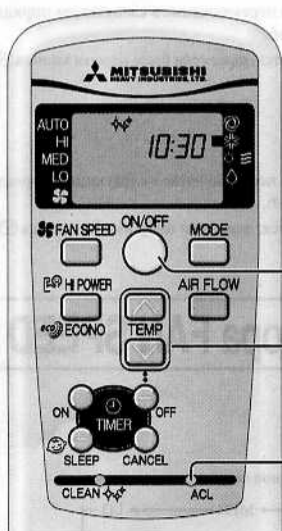 MITSUBISHI
HEAVY INDUSTRIES, LTD.
AUTO
HI 10:30
MED
LO
FAN SPEED ON/OFF MODE
HI POWER AIR FLOW
eco ECONO TEMP
ON TIMER OFF
SLEEP CANCEL
CLEAN ACL